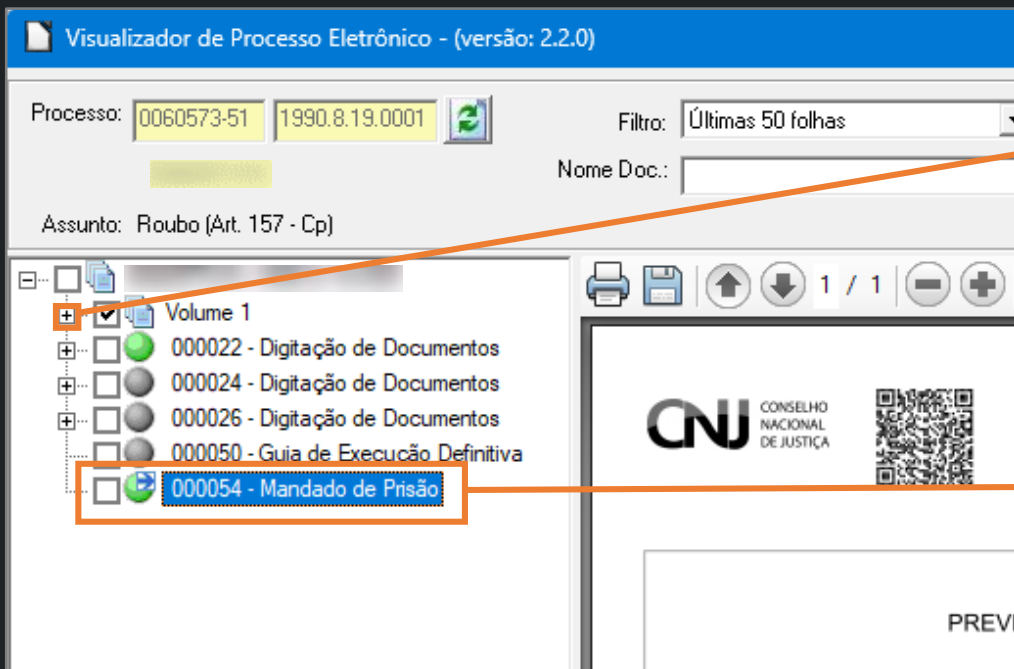 Visualizador de Processo Eletrônico - (versão: 2.2.0)
Processo: 0060573-51 1990.8.19.0001
Filtro: Últimas 50 folhas
Nome Doc.:
Assunto: Roubo (Art. 157 - Cp)
1 / 1
Volume 1
000022 - Digitação de Documentos
000024 - Digitação de Documentos
000026 - Digitação de Documentos
000050 - Guia de Execução Definitiva
000054 - Mandado de Prisão
CNJ CONSELHO
NACIONAL
DE JUSTIÇA
PREVI